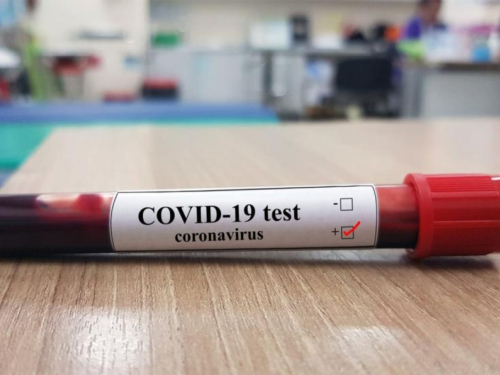 COVID-19 test
coronavirus
-☐
+☑